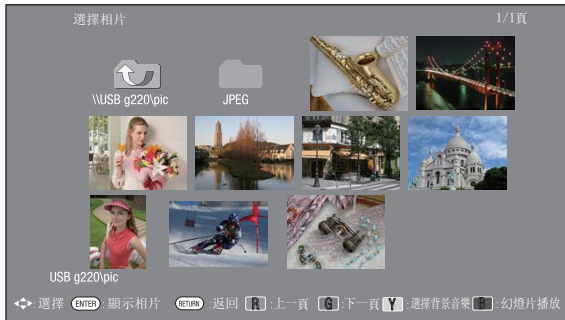 選擇相片 1/1頁
\\USB g220\pic JPEG
USB g220\pic
:選擇 ENTER :顯示相片 RETURN :返回 R :上一頁 G :下一頁 Y :選擇背景音樂 B :幻燈片播放